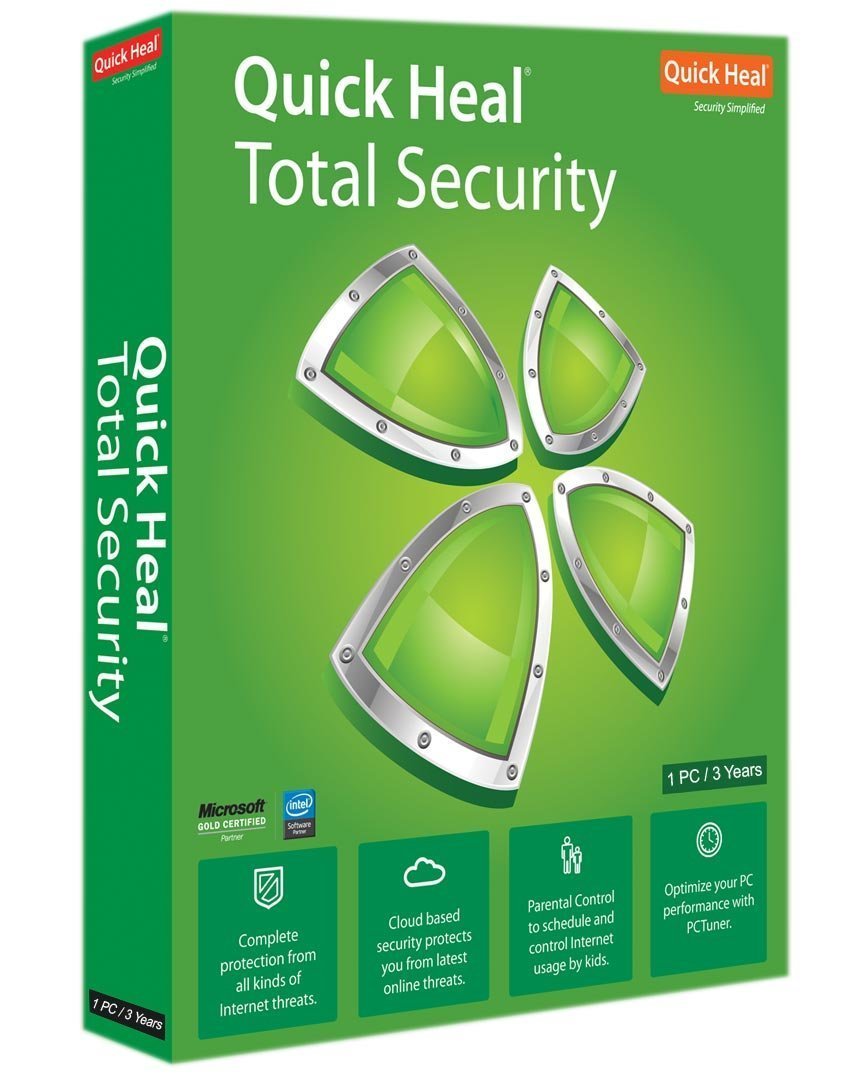 Quick Heal®
Security Simplified
Quick Heal®
Total Security
1 PC / 3 Years
Quick Heal®
Total Security
Quick Heal®
Security Simplified
1 PC / 3 Years
Microsoft
GOLD CERTIFIED
Partner
intel
Software
Partner
Complete
protection from
all kinds of
Internet threats.
Cloud based
security protects
you from latest
online threats.
Parental Control
to schedule and
control Internet
usage by kids.
Optimize your PC
performance with
PCTuner.